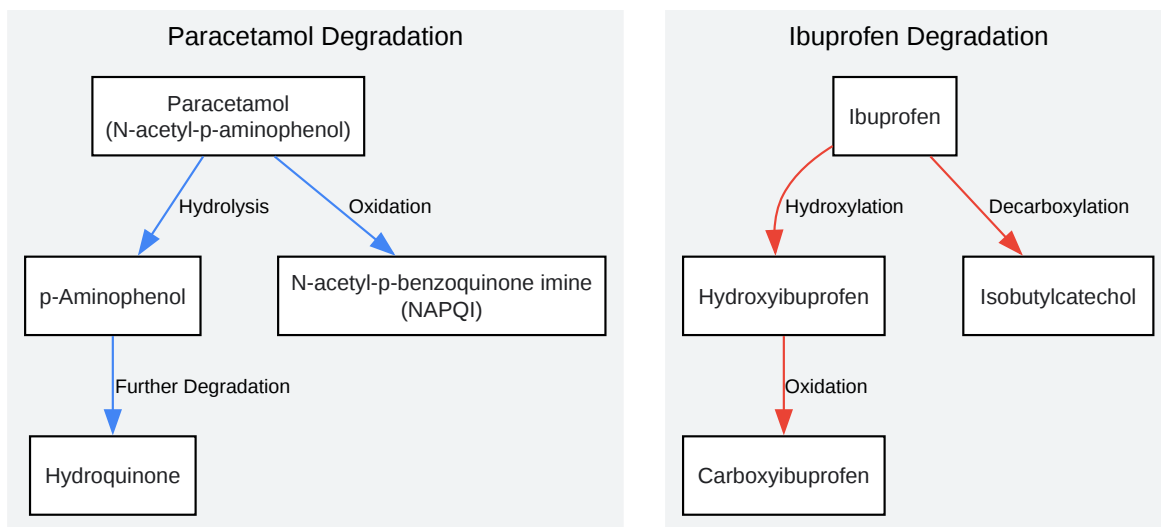 Paracetamol Degradation
Paracetamol
(N-acetyl-p-aminophenol)
Hydrolysis
Oxidation
p-Aminophenol
N-acetyl-p-benzoquinone imine
(NAPQI)
Further Degradation
Hydroquinone
Ibuprofen Degradation
Ibuprofen
Hydroxylation
Decarboxylation
Hydroxyibuprofen
Isobutylcatechol
Oxidation
Carboxyibuprofen